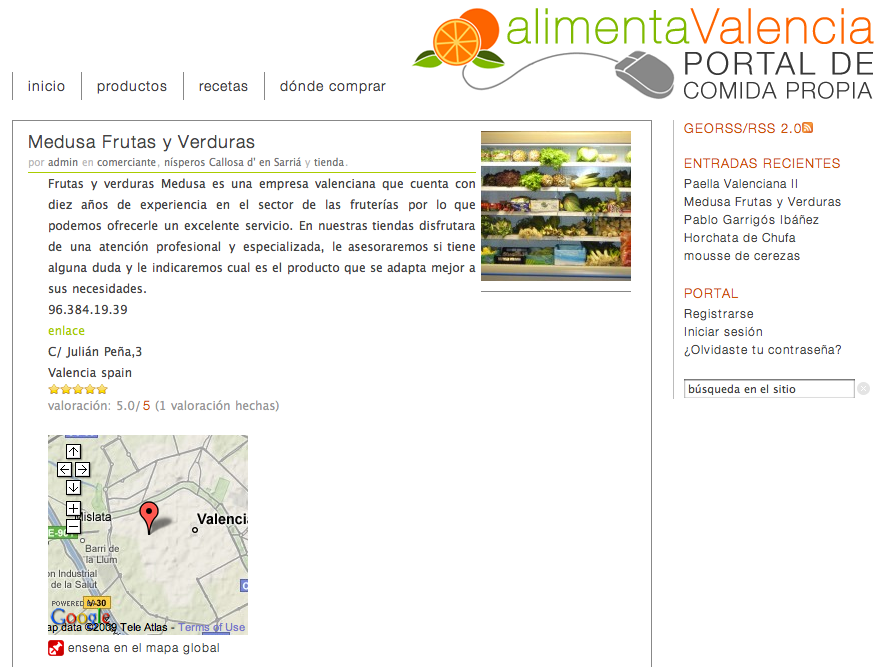 alimentaValencia
PORTAL DE
COMIDA PROPIA
inicio
productos
recetas
dónde comprar
Medusa Frutas y Verduras
por admin en comerciante, nísperos Callosa d' en Sarriá y tienda.
Frutas y verduras Medusa es una empresa valenciana que cuenta con
diez años de experiencia en el sector de las fruterías por lo que
podemos ofrecerle un excelente servicio. En nuestras tiendas disfrutara
de una atención profesional y especializada, le asesoraremos si tiene
alguna duda y le indicaremos cual es el producto que se adapta mejor a
sus necesidades.
96.384.19.39
enlace
C/ Julián Peña,3
Valencia spain
valoración: 5.0/5 (1 valoración hechas)
Mislata
Valenci
Barri de
la Llum
on Industrial
de la Salut
POWERED
V-30
Google
ap data ©2009 Tele Atlas - Terms of Use
ensena en el mapa global
GEORSS/RSS 2.0
ENTRADAS RECIENTES
Paella Valenciana II
Medusa Frutas y Verduras
Pablo Garrigós Ibáñez
Horchata de Chufa
mousse de cerezas
PORTAL
Registrarse
Iniciar sesión
¿Olvidaste tu contraseña?
búsqueda en el sitio